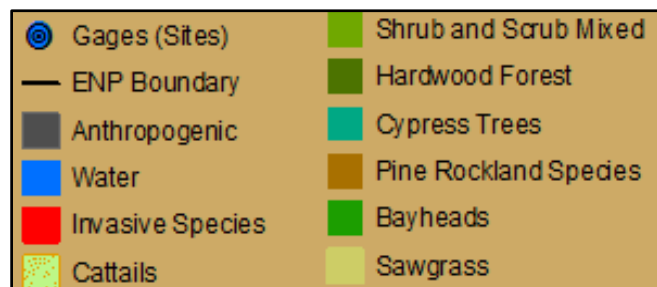 Gages (Sites)
ENP Boundary
Anthropogenic
Water
Invasive Species
Cattails
Shrub and Scrub Mixed
Hardwood Forest
Cypress Trees
Pine Rockland Species
Bayheads
Sawgrass